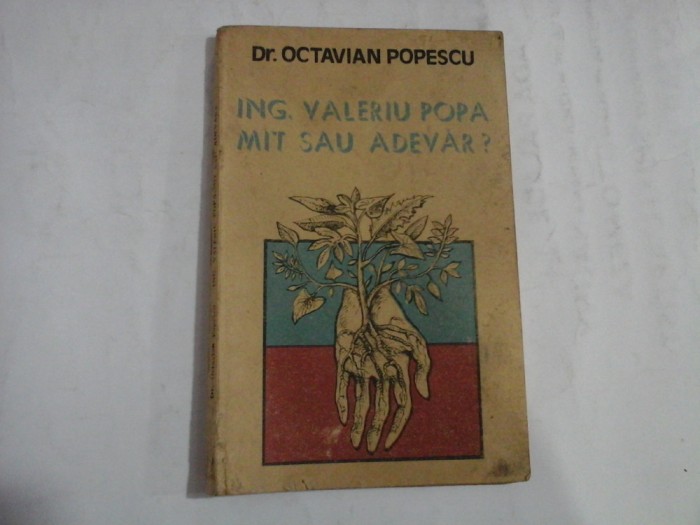 Dr. OCTAVIAN POPESCU
ING. VALERIU POPA
MIT SAU ADEVĂR?